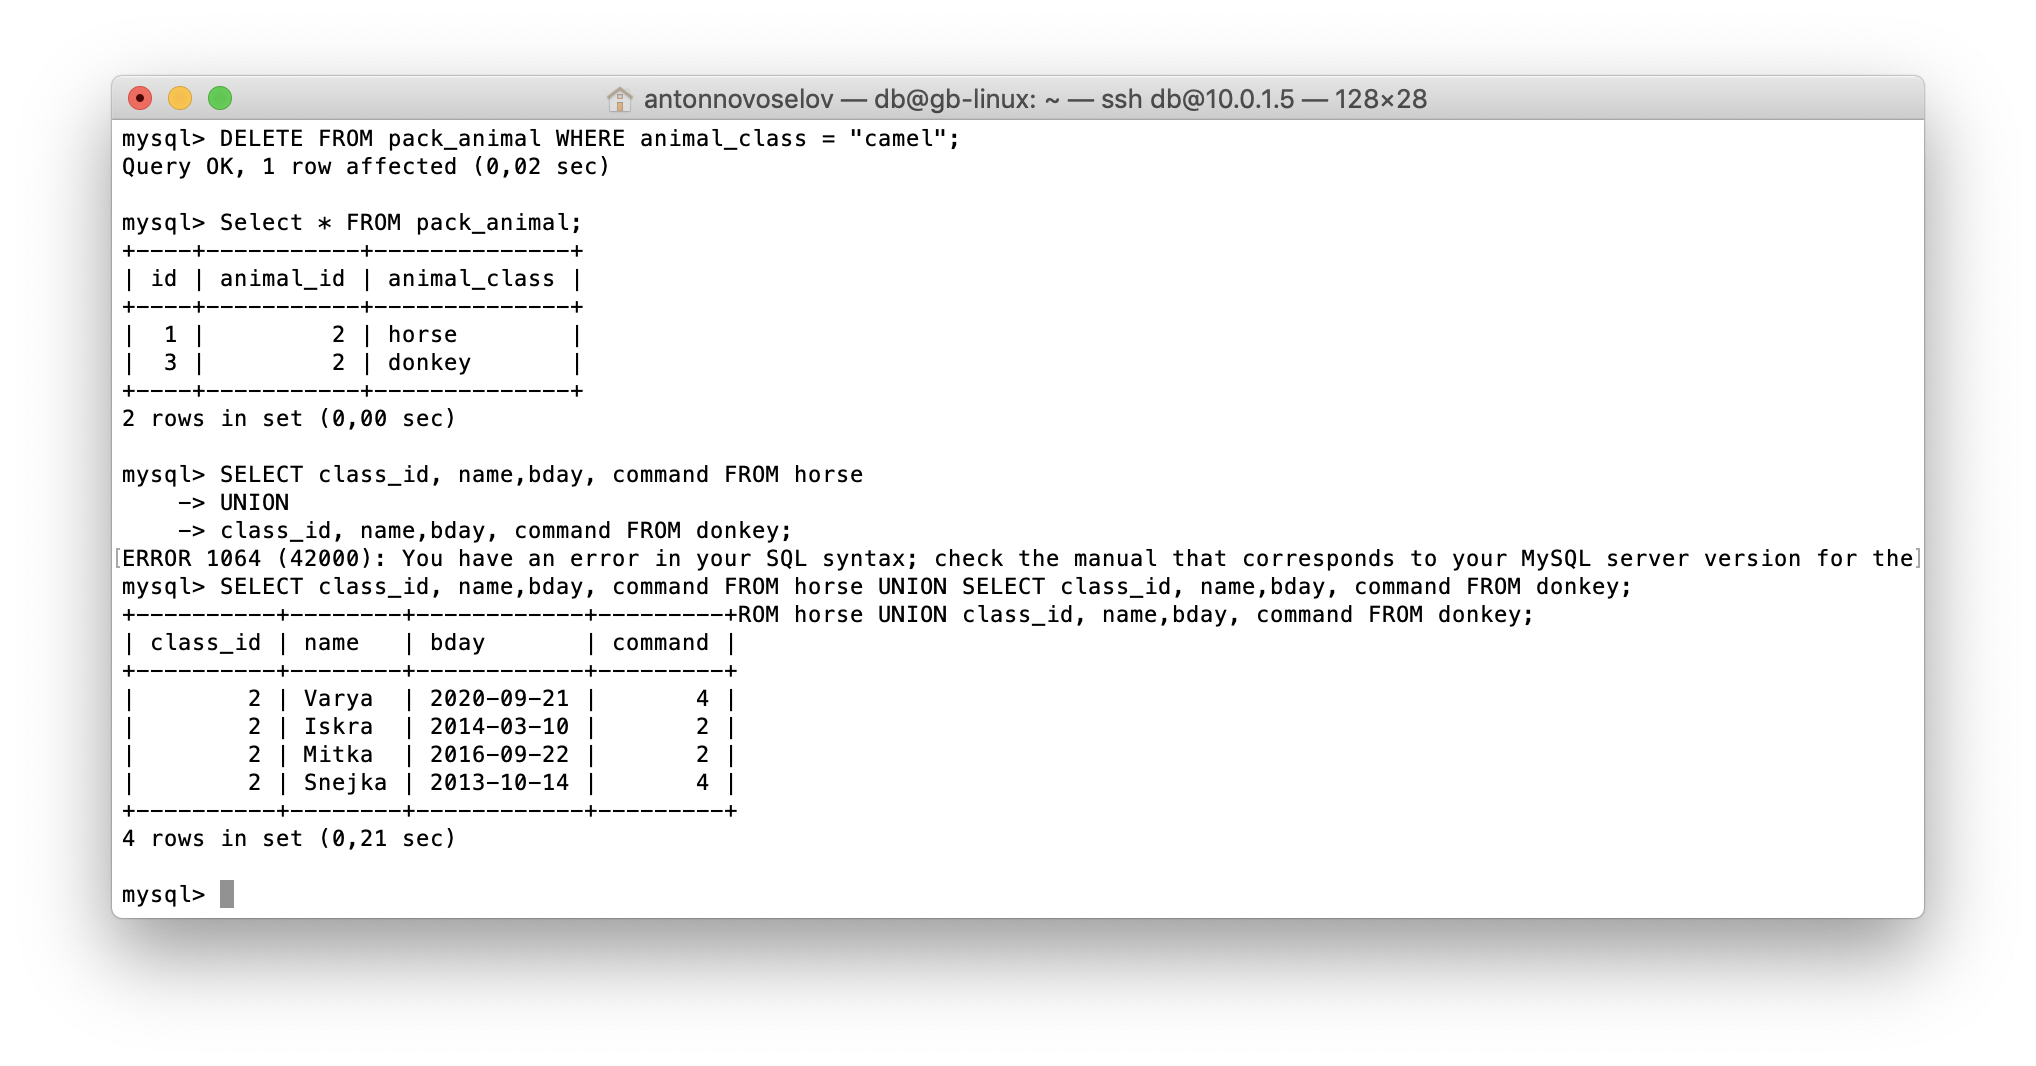 antonnovoselov — db@gb-linux: ~ — ssh db@10.0.1.5 — 128×28
mysql> DELETE FROM pack_animal WHERE animal_class = "camel";
Query OK, 1 row affected (0,02 sec)
mysql> Select * FROM pack_animal;
+----+-----------+--------------+
| id | animal_id | animal_class |
+----+-----------+--------------+
|  1 |         2 | horse        |
|  3 |         2 | donkey       |
+----+-----------+--------------+
2 rows in set (0,00 sec)
mysql> SELECT class_id, name,bday, command FROM horse
    -> UNION
    -> class_id, name,bday, command FROM donkey;
[ERROR 1064 (42000): You have an error in your SQL syntax; check the manual that corresponds to your MySQL server version for the]
mysql> SELECT class_id, name,bday, command FROM horse UNION SELECT class_id, name,bday, command FROM donkey;
+----------+--------+------------+---------+ROM horse UNION class_id, name,bday, command FROM donkey;
| class_id | name   | bday       | command |
+----------+--------+------------+---------+
|        2 | Varya  | 2020-09-21 |       4 |
|        2 | Iskra  | 2014-03-10 |       2 |
|        2 | Mitka  | 2016-09-22 |       2 |
|        2 | Snejka | 2013-10-14 |       4 |
+----------+--------+------------+---------+
4 rows in set (0,21 sec)
mysql>